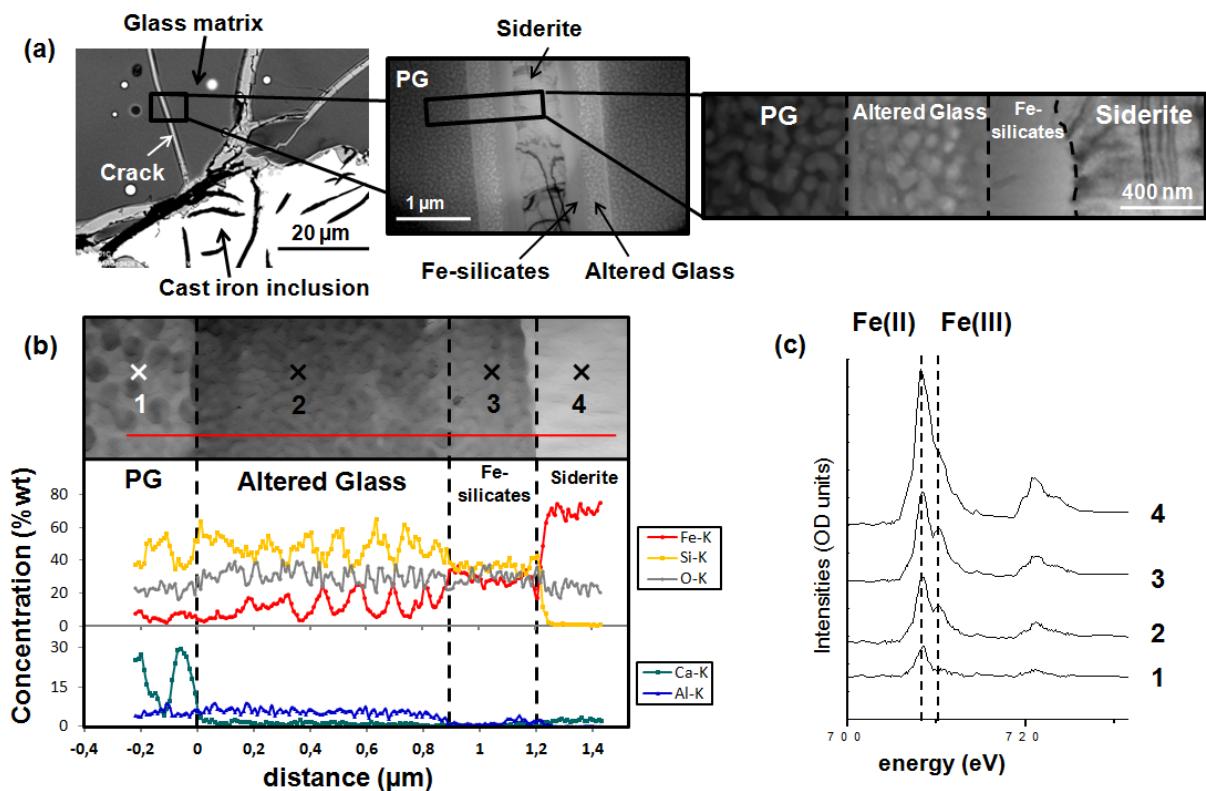 (a)
Glass matrix
Crack
20 µm
Cast iron inclusion
Siderite
PG
1 µm
Fe-silicates
Altered Glass
PG
Altered Glass
Fe-
silicates
Siderite
400 nm
(b)
1
2
3
4
PG
Altered Glass
Fe-
silicates
Siderite
Concentration (% wt)
80
60
40
20
0
30
15
0
-0,4
-0,2
0
0,2
0,4
0,6
0,8
1
1,2
1,4
distance (µm)
Fe-K
Si-K
O-K
Ca-K
Al-K
(c)
Fe(II)
Fe(III)
Intensities (OD units)
4
3
2
1
700
720
energy (eV)